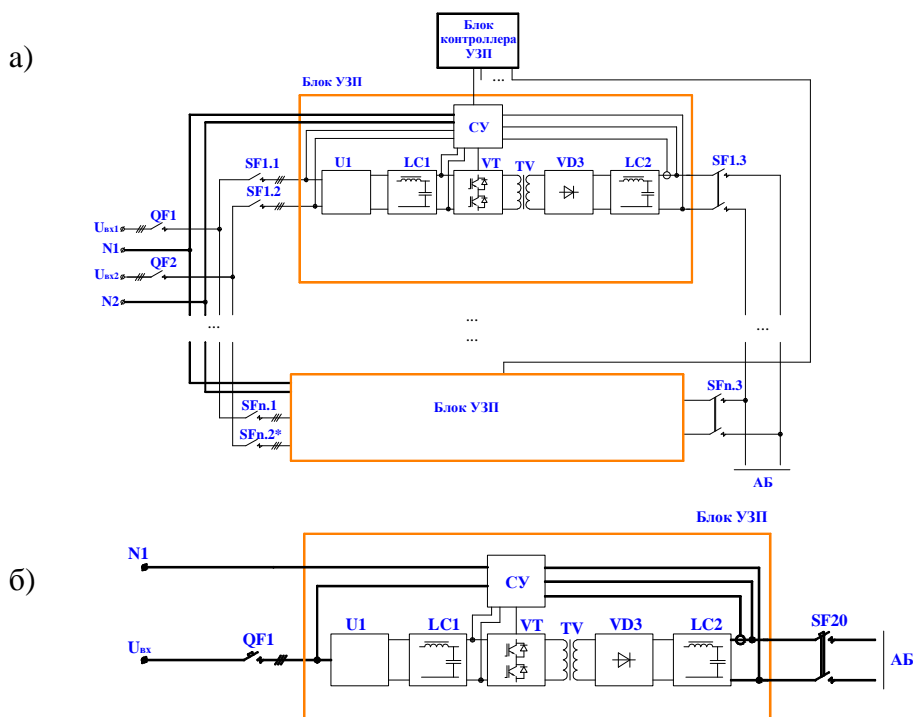 а)
Блок
контроллера
УЗП
...
Блок УЗП
СУ
SF1.1
U1
LC1
VT
TV
VD3
LC2
SF1.3
SF1.2
Uвх1
QF1
N1
Uвх2
QF2
N2
...
...
...
...
SFn.1
Блок УЗП
SFn.3
SFn.2*
АБ
Блок УЗП
N1
б)
СУ
U1
LC1
VT
TV
VD3
LC2
SF20
Uвх
QF1
АБ